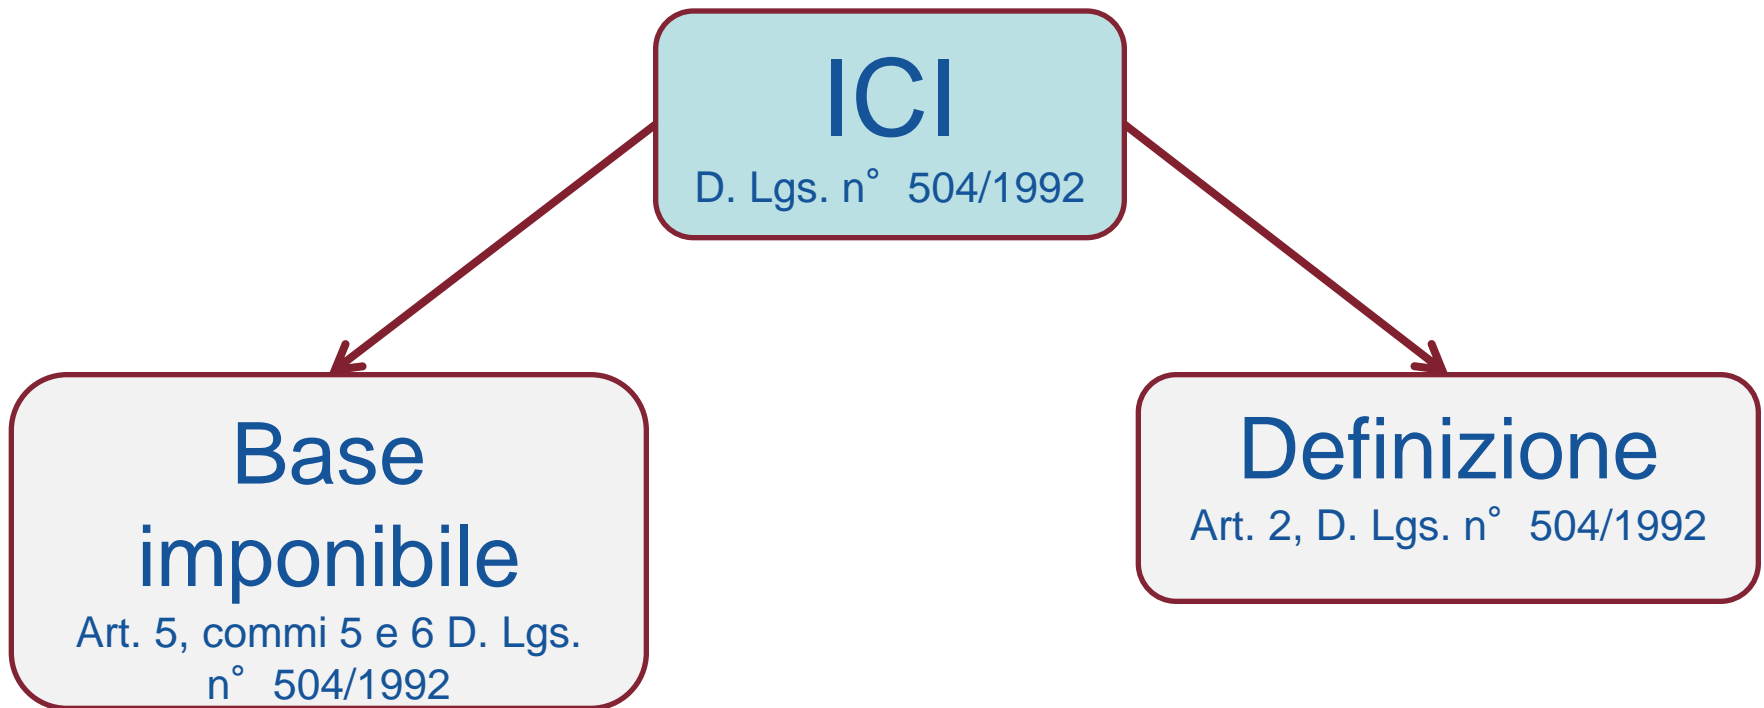 ICI
D. Lgs. n° 504/1992
Base
imponibile
Art. 5, commi 5 e 6 D. Lgs.
n° 504/1992
Definizione
Art. 2, D. Lgs. n° 504/1992